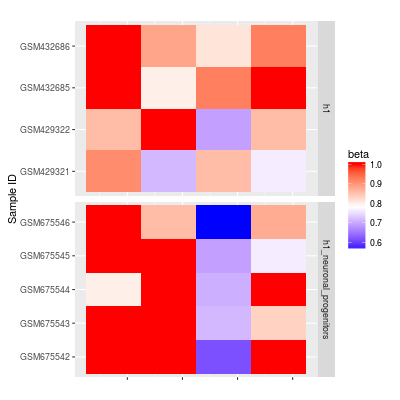 GSM432686
GSM432685
GSM429322
GSM429321
h1
GSM675546
GSM675545
GSM675544
GSM675543
GSM675542
h1_neuronal_progenitors
Sample ID
beta
1.0
0.9
0.8
0.7
0.6